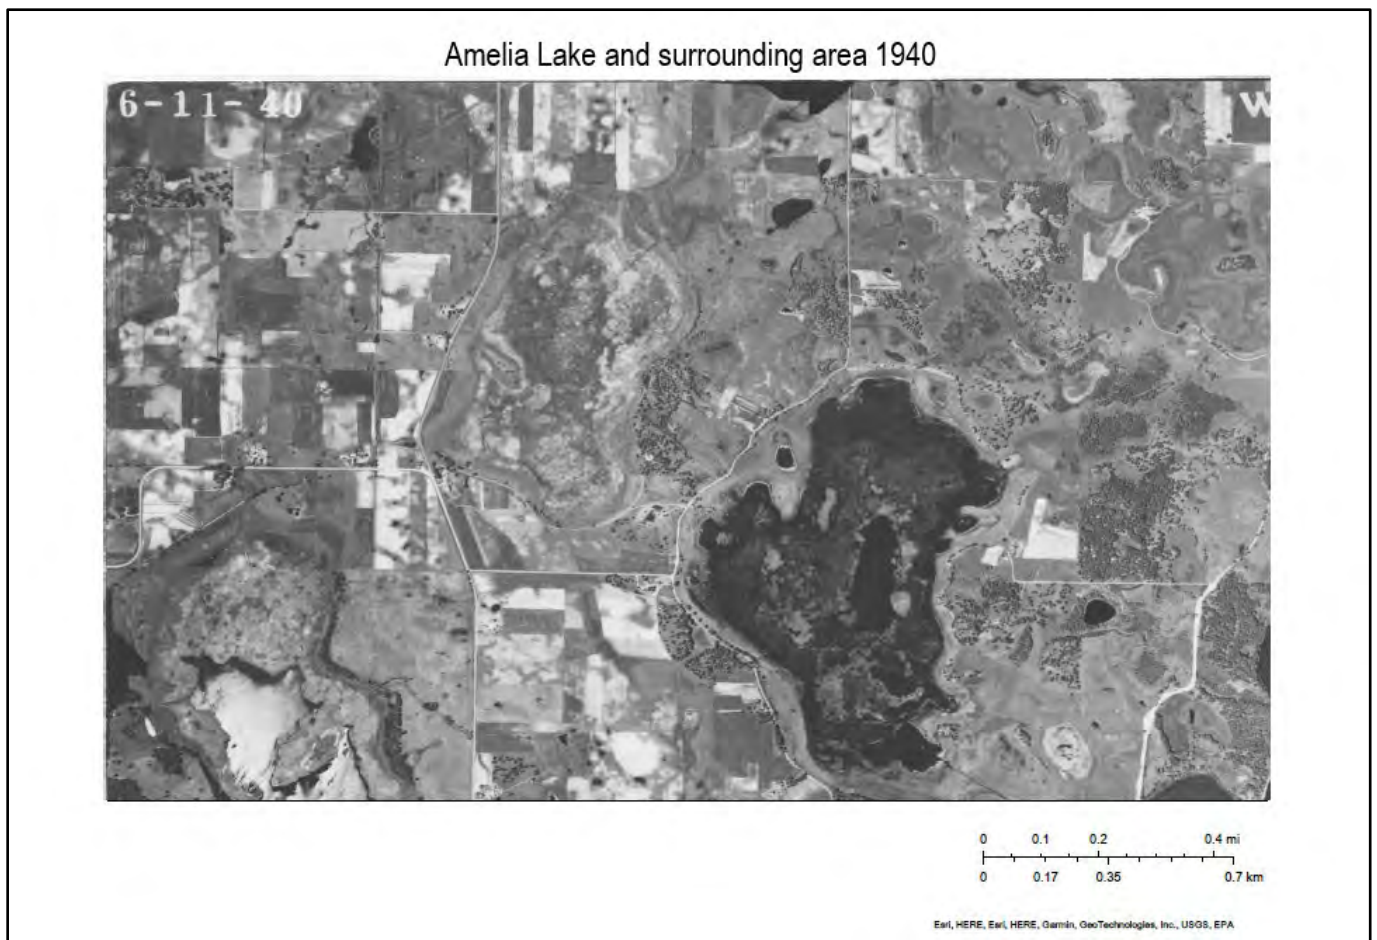 Amelia Lake and surrounding area 1940
6-11-40
W
0 0.1 0.2 0.4 mi
0 0.17 0.35 0.7 km
Esri, HERE, Esri, HERE, Garmin, GeoTechnologies, Inc., USGS, EPA